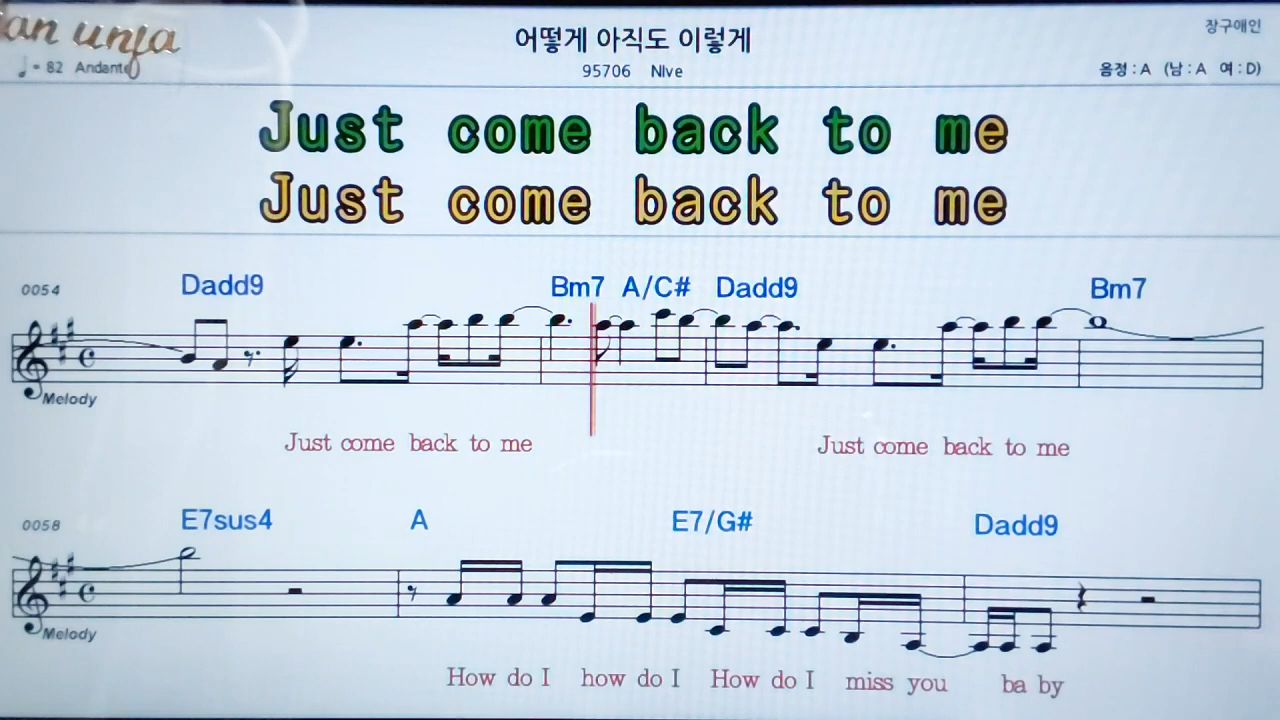 어떻게 아직도 이렇게
장구애인
♩= 82 Andante
95706 NIve
음정 : A (남 : A 여 : D)
Just come back to me
Just come back to me
0054 Dadd9 Bm7 A/C# Dadd9 Bm7
Melody
Just come back to me Just come back to me
0058 E7sus4 A E7/G# Dadd9
Melody
How do I how do I How do I miss you ba by